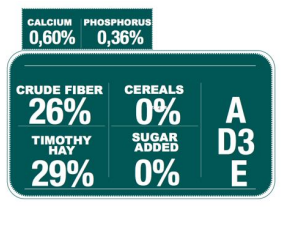 CALCIUM PHOSPHORUS
0,60% 0,36%
CRUDE FIBER CEREALS
26% 0%
TIMOTHY HAY SUGAR ADDED
29% 0%
A
D3
E